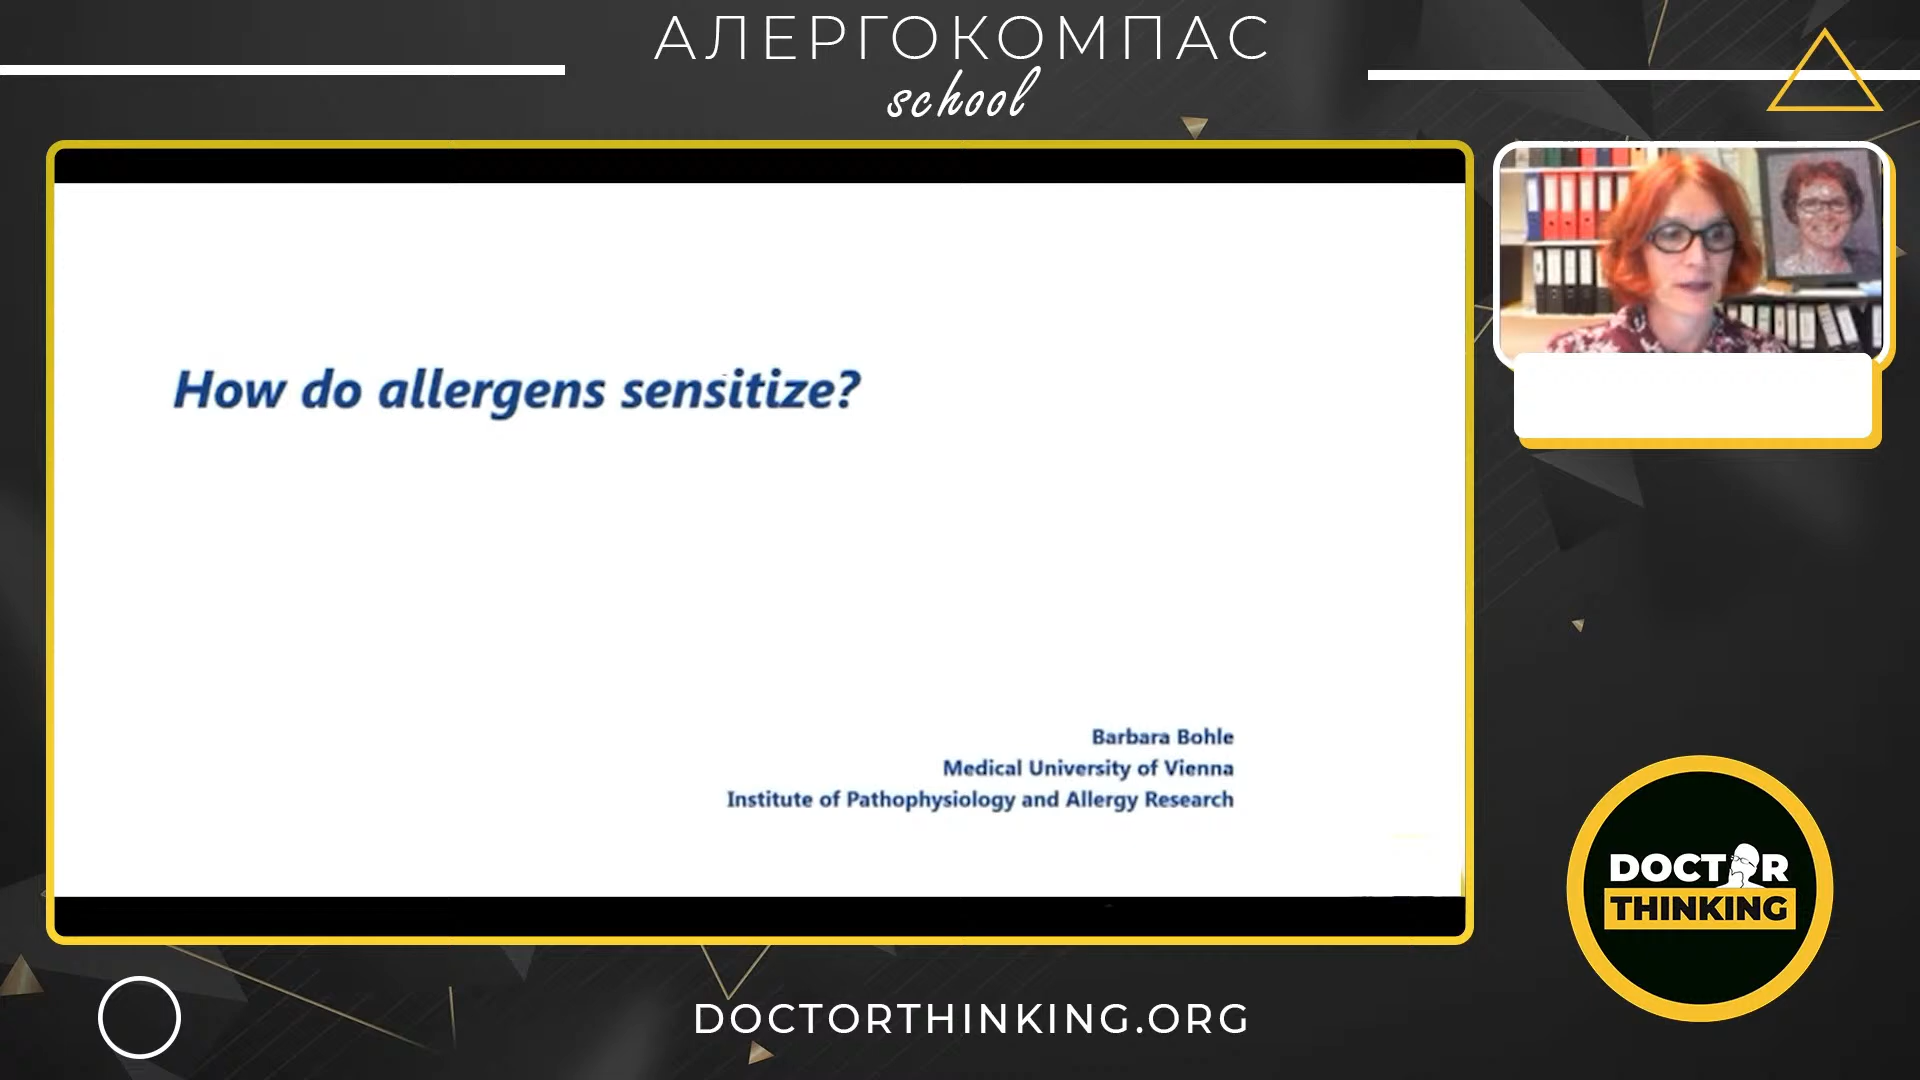 АЛЕРГОКОМПАС
school
How do allergens sensitize?
Barbara Bohle
Medical University of Vienna
Institute of Pathophysiology and Allergy Research
DOCTOR
THINKING
DOCTORTHINKING.ORG